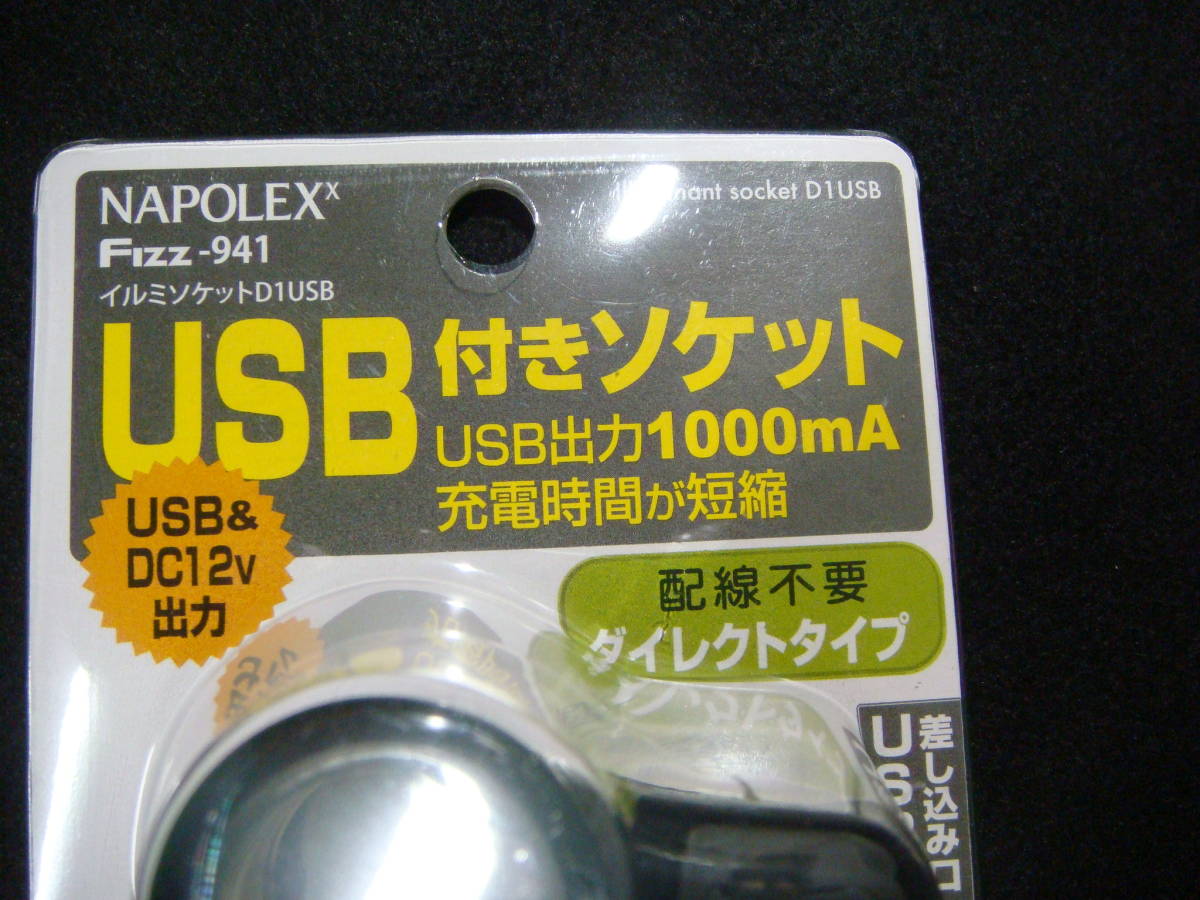 NAPOLEX
Fizz-941
イルミソケットD1USB
socket D1USB
USB付きソケット
USB出力1000mA
充電時間が短縮
USB&
DC12v
出力
配線不要
ダイレクトタイプ
差し込み口